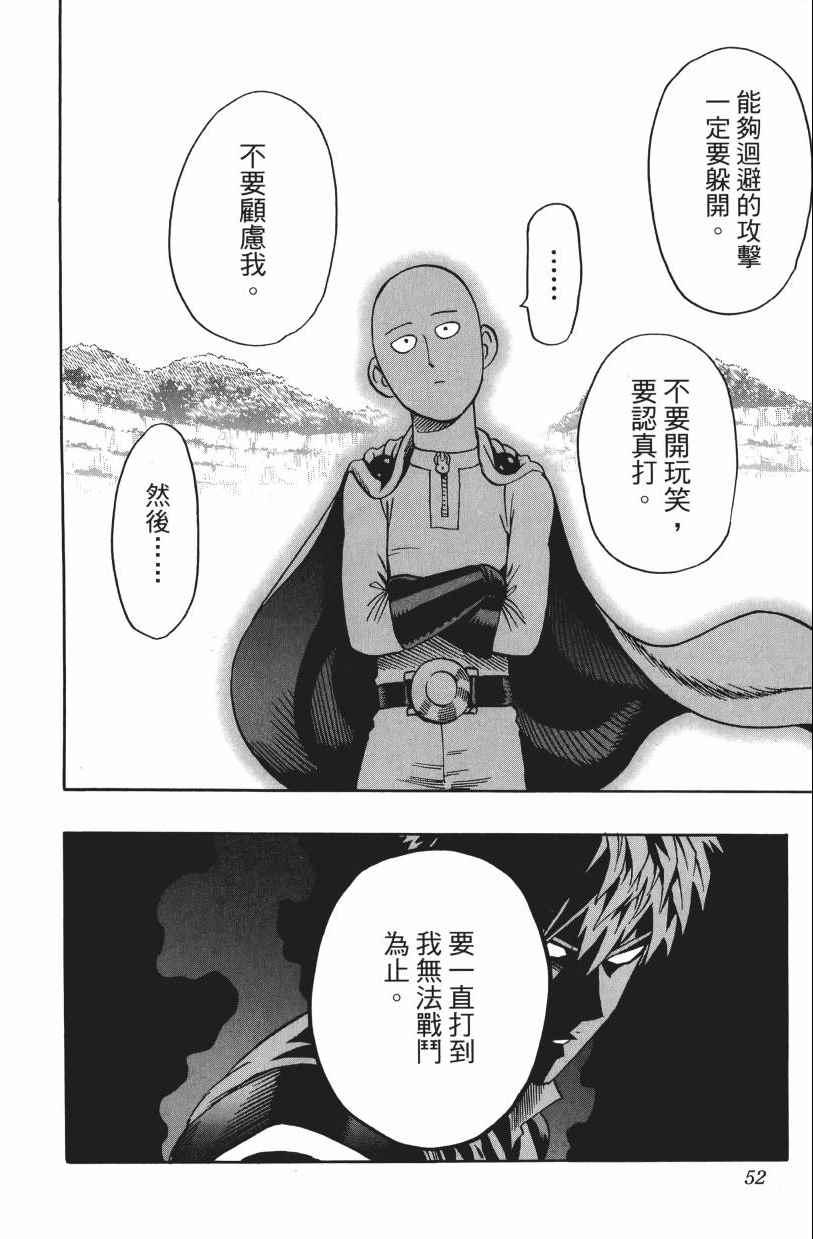 能夠迴避的攻擊
一定要躲開。
……
不要開玩笑，
要認真打。
不要顧慮我。
然後……
要一直打到
我無法戰鬥
為止。
52